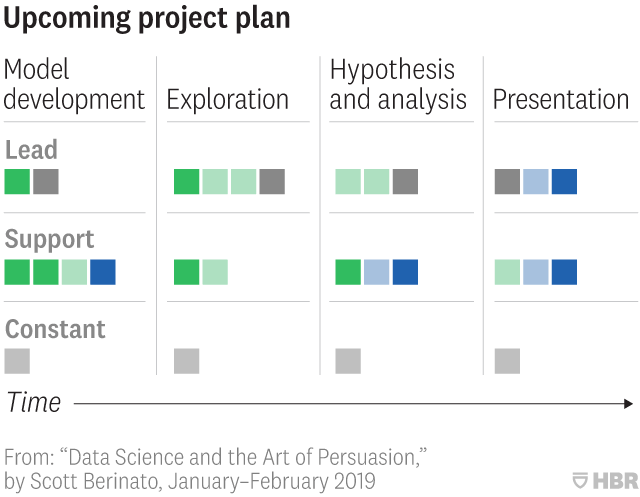 Upcoming project plan
Model
development
Exploration
Hypothesis
and analysis
Presentation
Lead
Support
Constant
Time
From: “Data Science and the Art of Persuasion,”
by Scott Berinato, January–February 2019
HBR